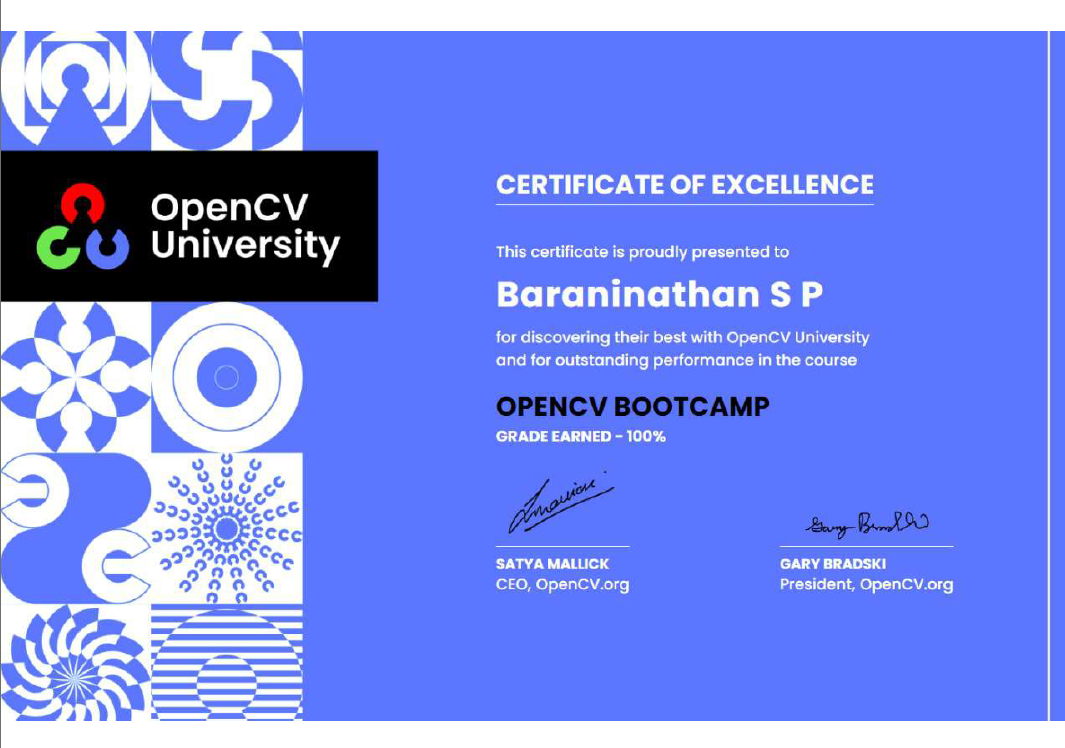 OpenCV
University
CERTIFICATE OF EXCELLENCE
This certificate is proudly presented to
Baraninathan S P
for discovering their best with OpenCV University
and for outstanding performance in the course
OPENCV BOOTCAMP
GRADE EARNED - 100%
SATYA MALLICK
CEO, OpenCV.org
Gary Bradski
GARY BRADSKI
President, OpenCV.org